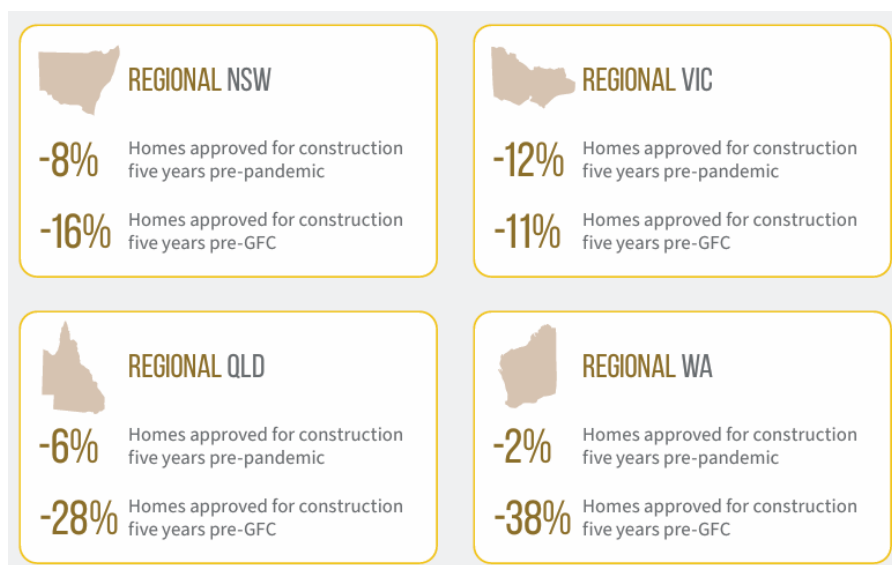 REGIONAL NSW
-8%
Homes approved for construction
five years pre-pandemic
-16%
Homes approved for construction
five years pre-GFC
REGIONAL VIC
-12%
Homes approved for construction
five years pre-pandemic
-11%
Homes approved for construction
five years pre-GFC
REGIONAL QLD
-6%
Homes approved for construction
five years pre-pandemic
-28%
Homes approved for construction
five years pre-GFC
REGIONAL WA
-2%
Homes approved for construction
five years pre-pandemic
-38%
Homes approved for construction
five years pre-GFC